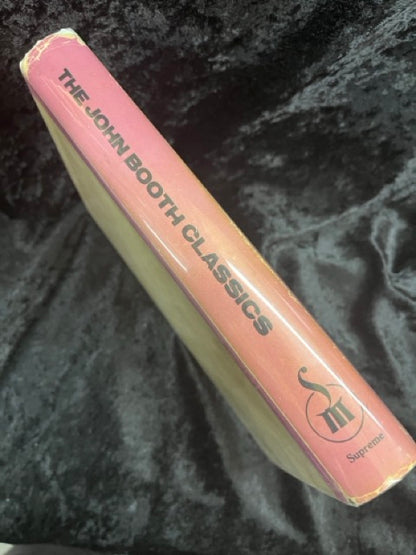 THE JOHN BOOTH CLASSICS
SM
Supreme